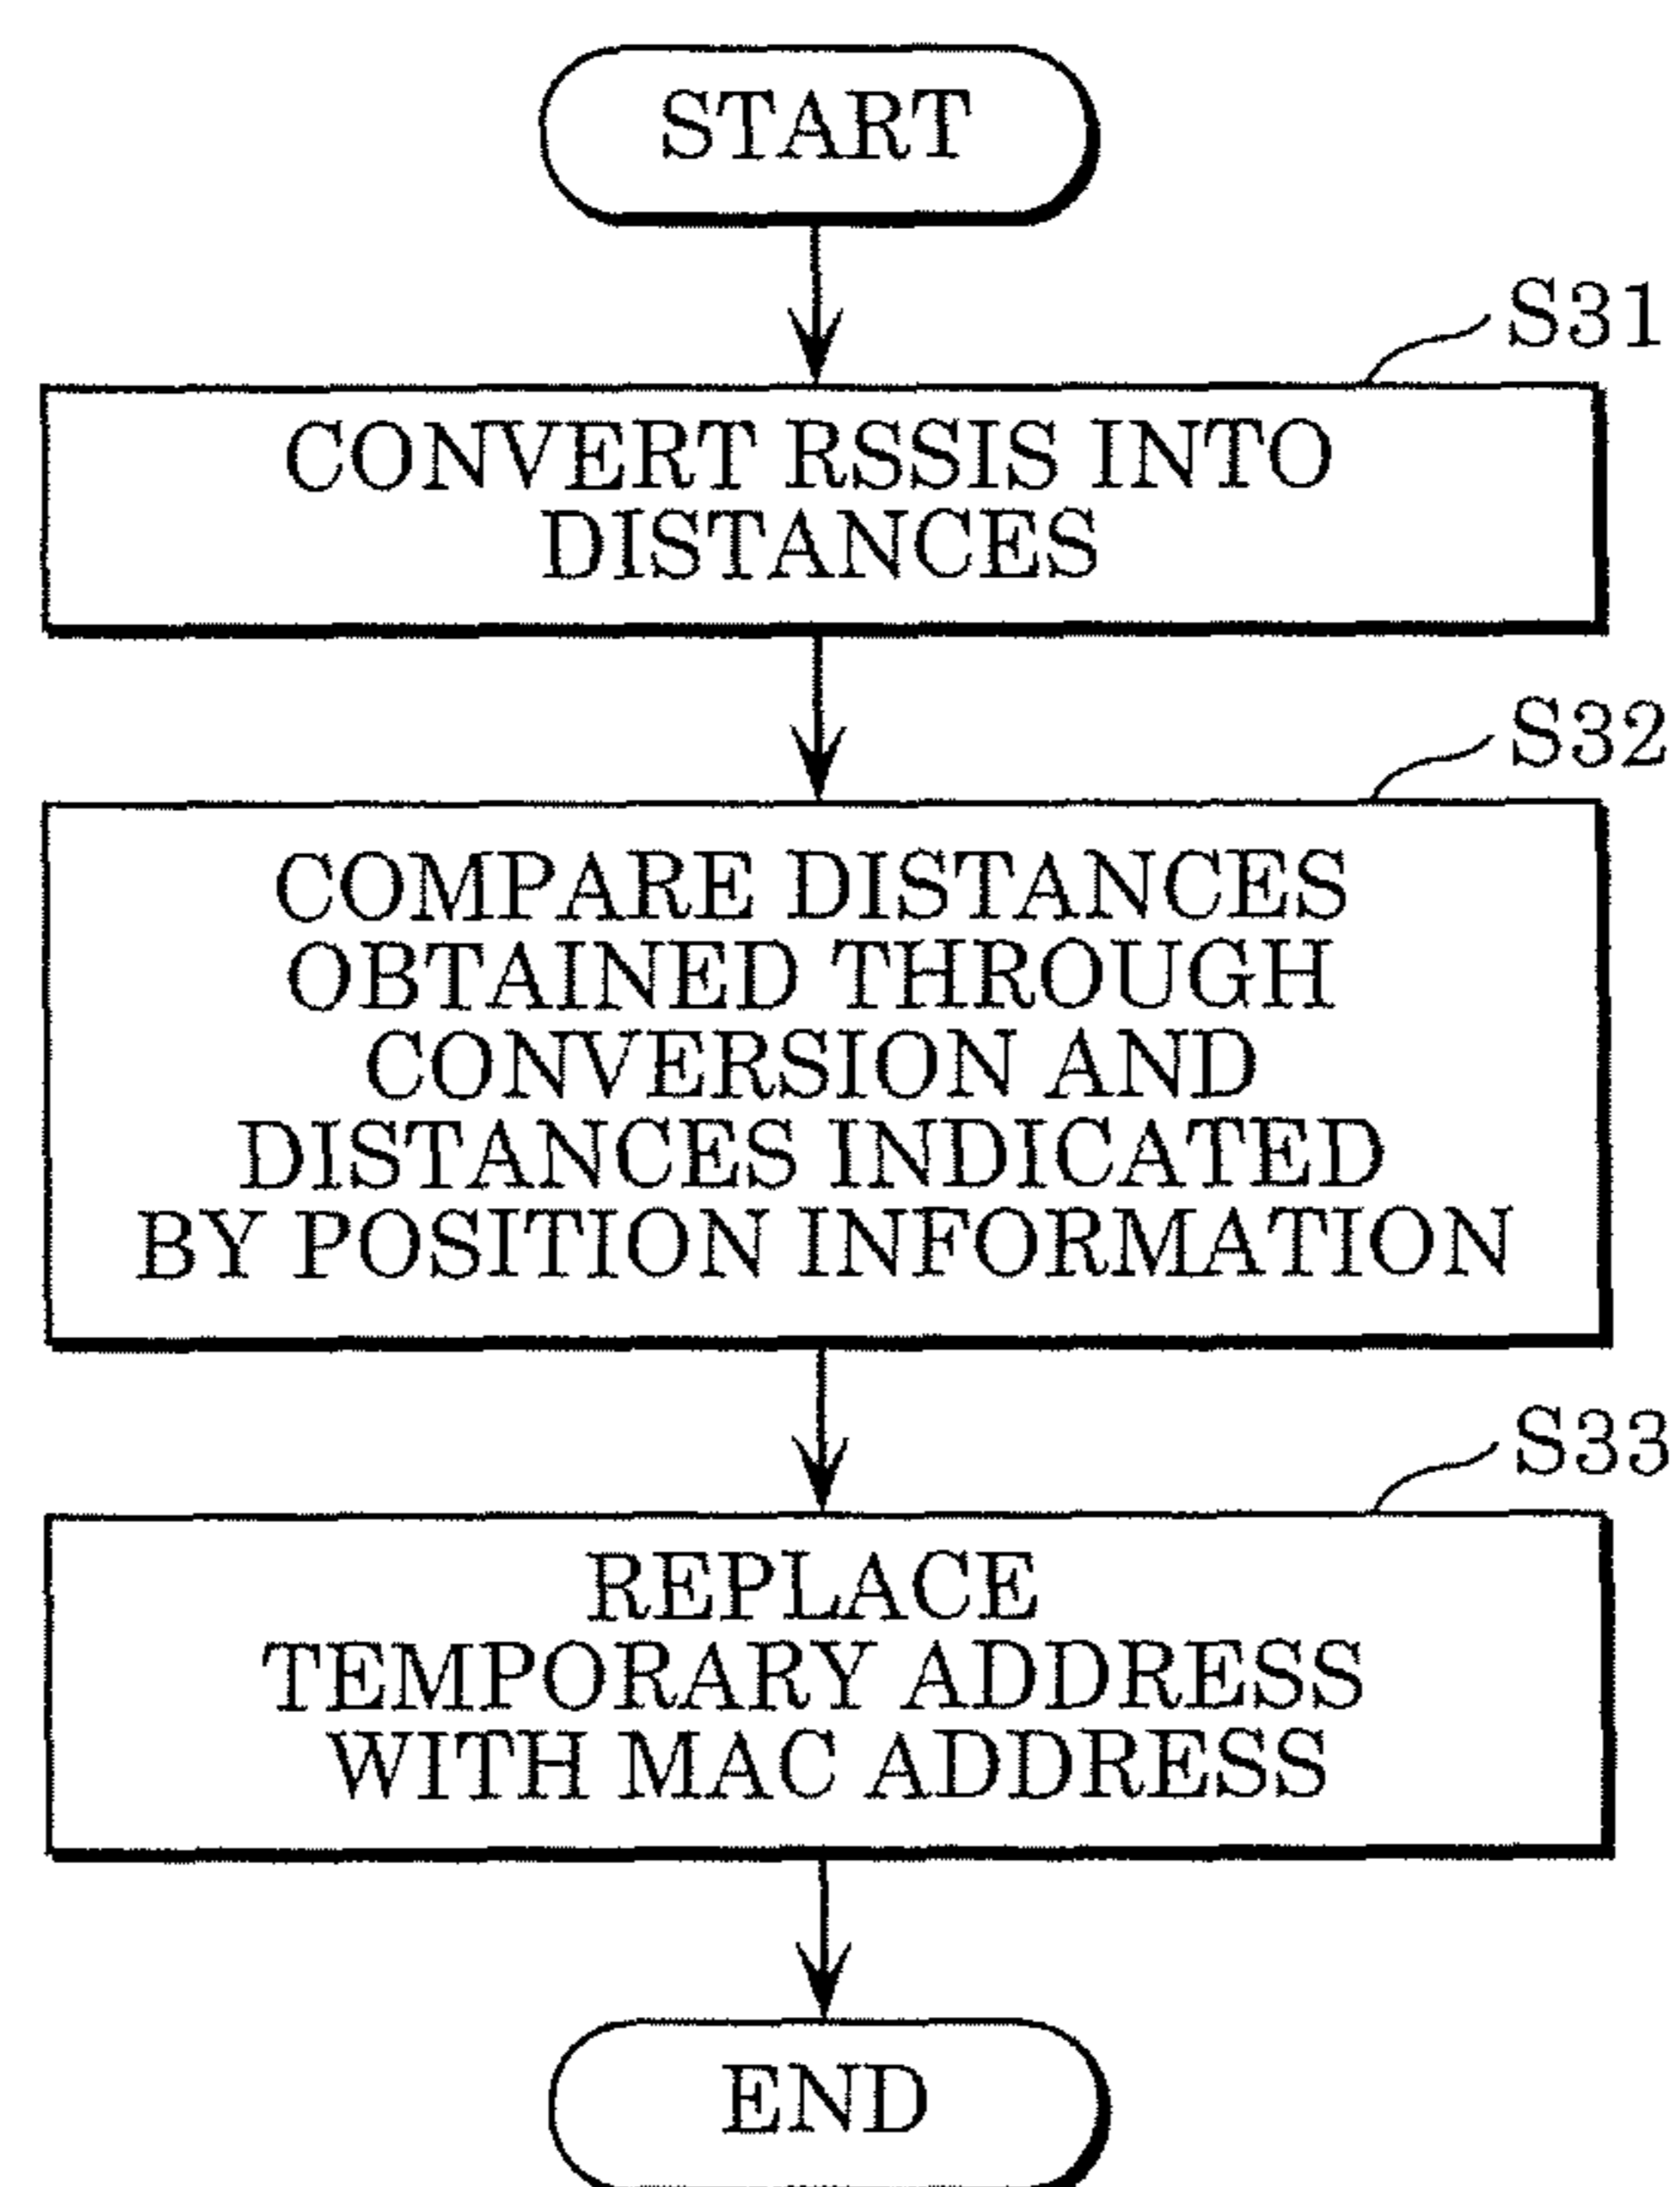 START
S31
CONVERT RSSIS INTO
DISTANCES
S32
COMPARE DISTANCES
OBTAINED THROUGH
CONVERSION AND
DISTANCES INDICATED
BY POSITION INFORMATION
S33
REPLACE
TEMPORARY ADDRESS
WITH MAC ADDRESS
END